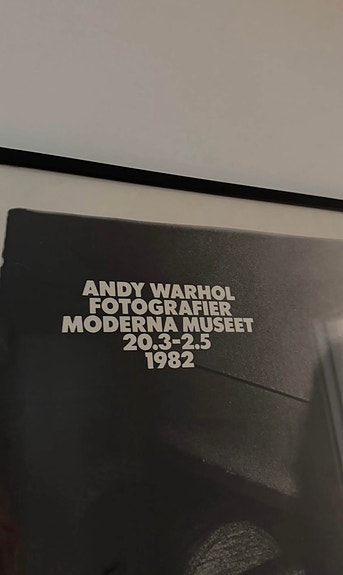 ANDY WARHOL
FOTOGRAFIER
MODERNA MUSEET
20.3-2.5
1982